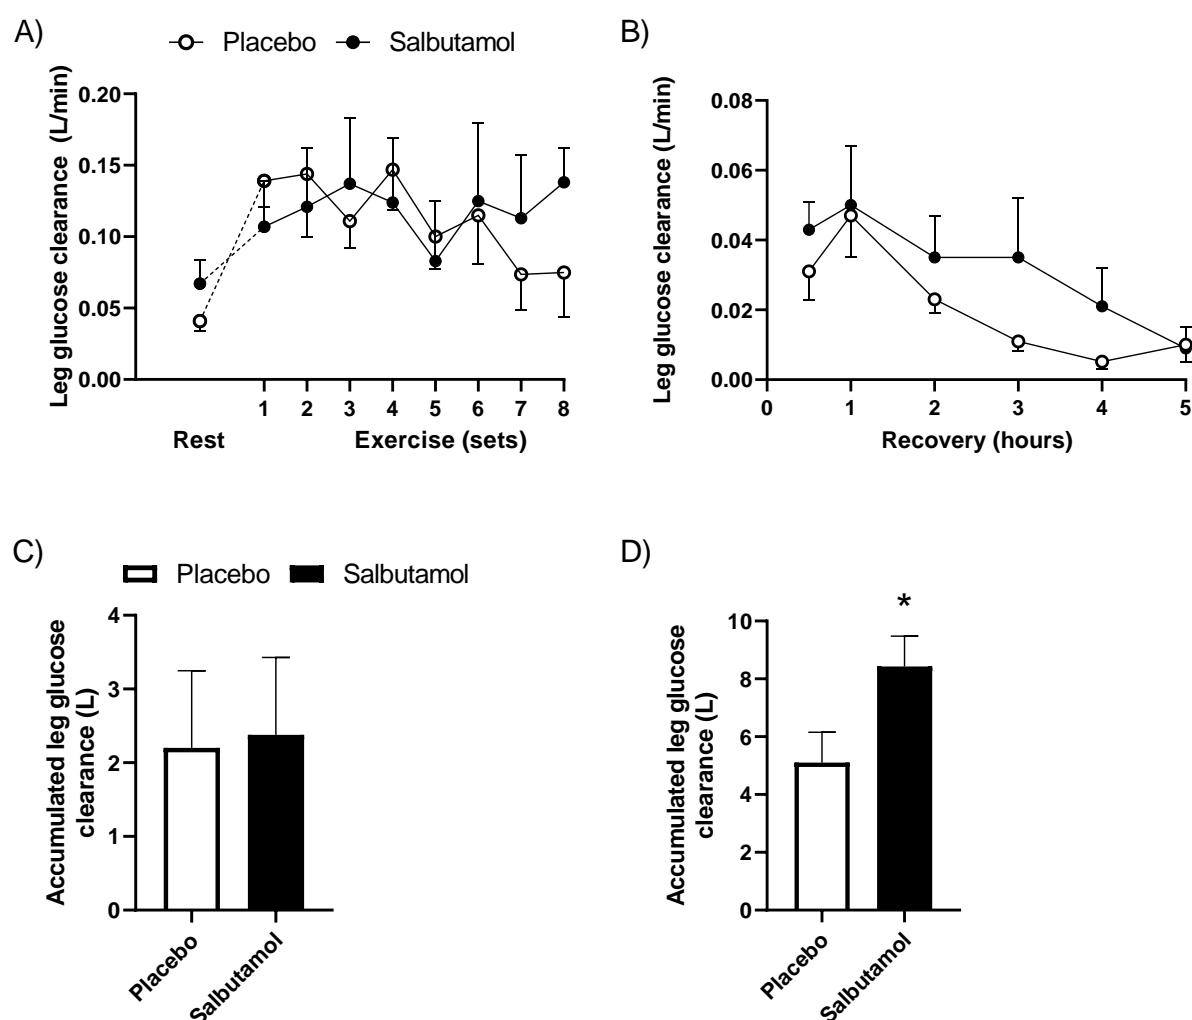 A)
Placebo
Salbutamol
Leg glucose clearance (L/min)
0.20
0.15
0.10
0.05
0.00
1 2 3 4 5 6 7 8
Rest
Exercise (sets)
B)
Leg glucose clearance (L/min)
0.08
0.06
0.04
0.02
0.00
0 1 2 3 4 5
Recovery (hours)
C)
Placebo
Salbutamol
Accumulated leg glucose
clearance (L)
4
3
2
1
0
Placebo
Salbutamol
D)
Accumulated leg glucose
clearance (L)
10
8
6
4
2
0
*
Placebo
Salbutamol